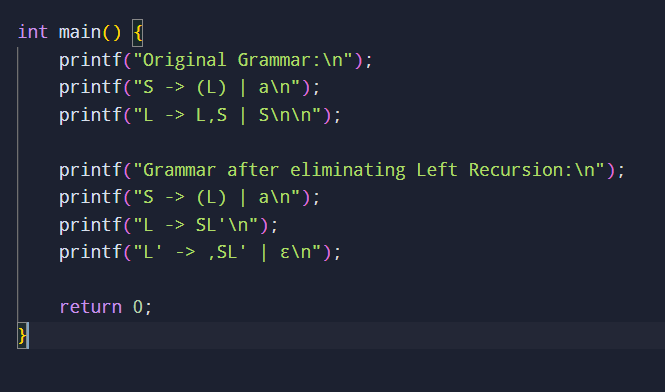 int main() {
    printf("Original Grammar:\n");
    printf("S -> (L) | a\n");
    printf("L -> L,S | S\n\n");

    printf("Grammar after eliminating Left Recursion:\n");
    printf("S -> (L) | a\n");
    printf("L -> SL'\n");
    printf("L' -> ,SL' | ε\n");

    return 0;
}